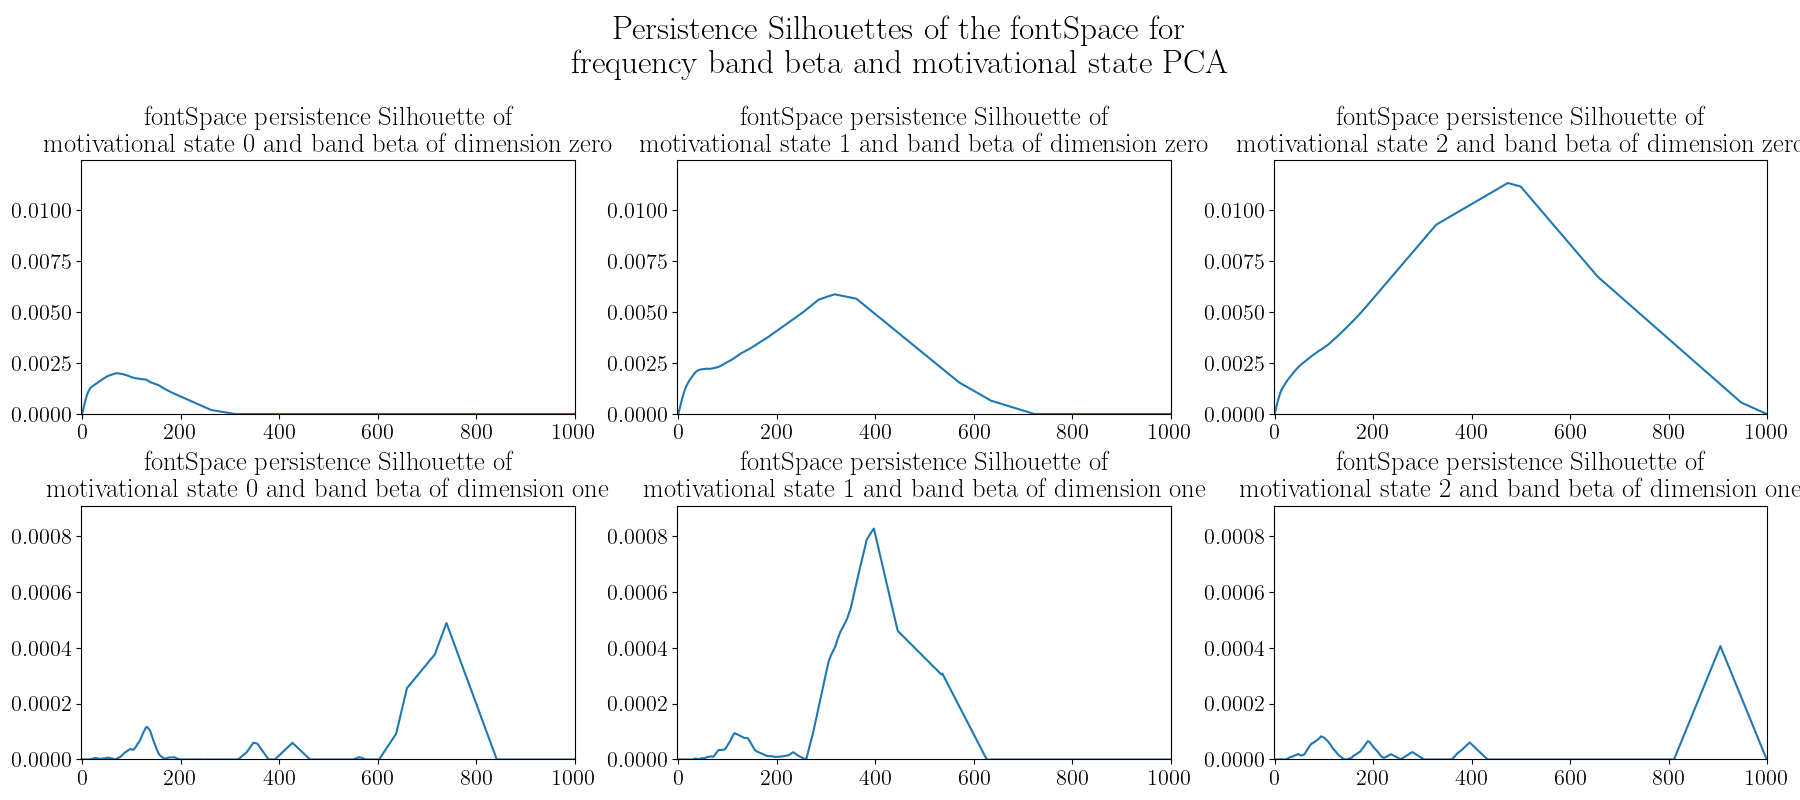 Persistence Silhouettes of the fontSpace for
frequency band beta and motivational state PCA
fontSpace persistence Silhouette of
motivational state 0 and band beta of dimension zero
0.0100
0.0075
0.0050
0.0025
0.0000
0 200 400 600 800 1000
fontSpace persistence Silhouette of
motivational state 1 and band beta of dimension zero
0.0100
0.0075
0.0050
0.0025
0.0000
0 200 400 600 800 1000
fontSpace persistence Silhouette of
motivational state 2 and band beta of dimension zero
0.0100
0.0075
0.0050
0.0025
0.0000
0 200 400 600 800 1000
fontSpace persistence Silhouette of
motivational state 0 and band beta of dimension one
0.0008
0.0006
0.0004
0.0002
0.0000
0 200 400 600 800 1000
fontSpace persistence Silhouette of
motivational state 1 and band beta of dimension one
0.0008
0.0006
0.0004
0.0002
0.0000
0 200 400 600 800 1000
fontSpace persistence Silhouette of
motivational state 2 and band beta of dimension one
0.0008
0.0006
0.0004
0.0002
0.0000
0 200 400 600 800 1000